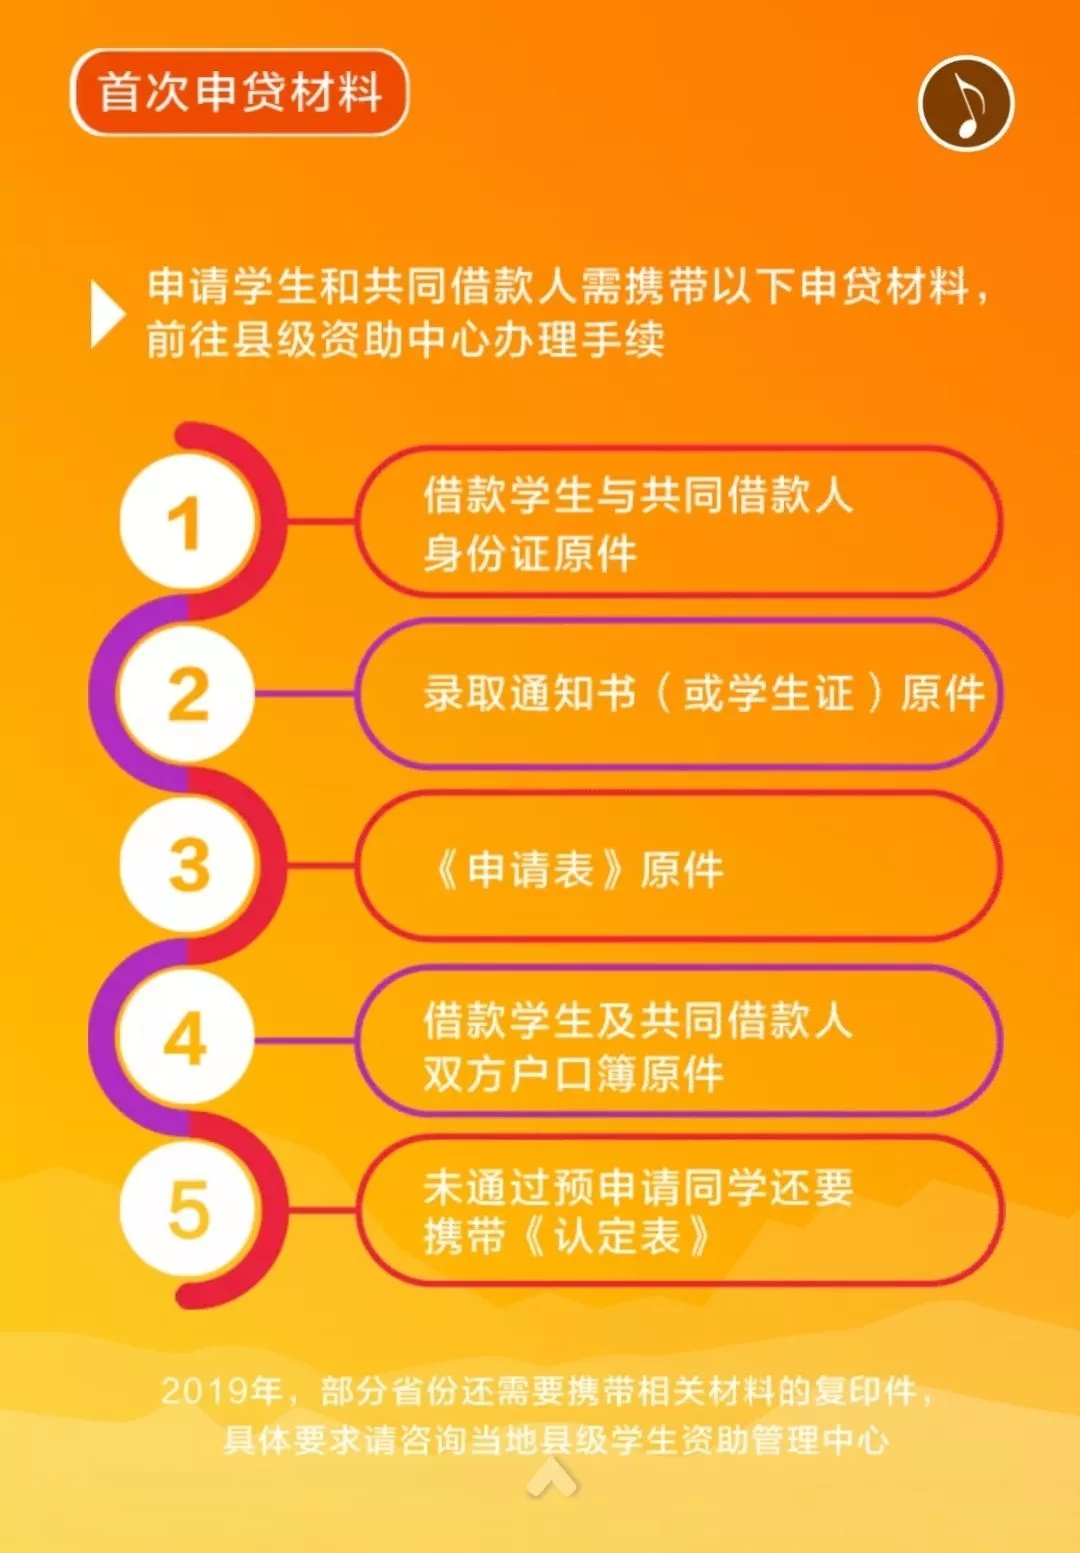 首次申贷材料
申请学生和共同借款人需携带以下申贷材料，
前往县级资助中心办理手续
1
借款学生与共同借款人
身份证原件
2
录取通知书（或学生证）原件
3
《申请表》原件
4
借款学生及共同借款人
双方户口簿原件
5
未通过预申请同学还要
携带《认定表》
2019年，部分省份还需要携带相关材料的复印件，
具体要求请咨询当地县级学生资助管理中心